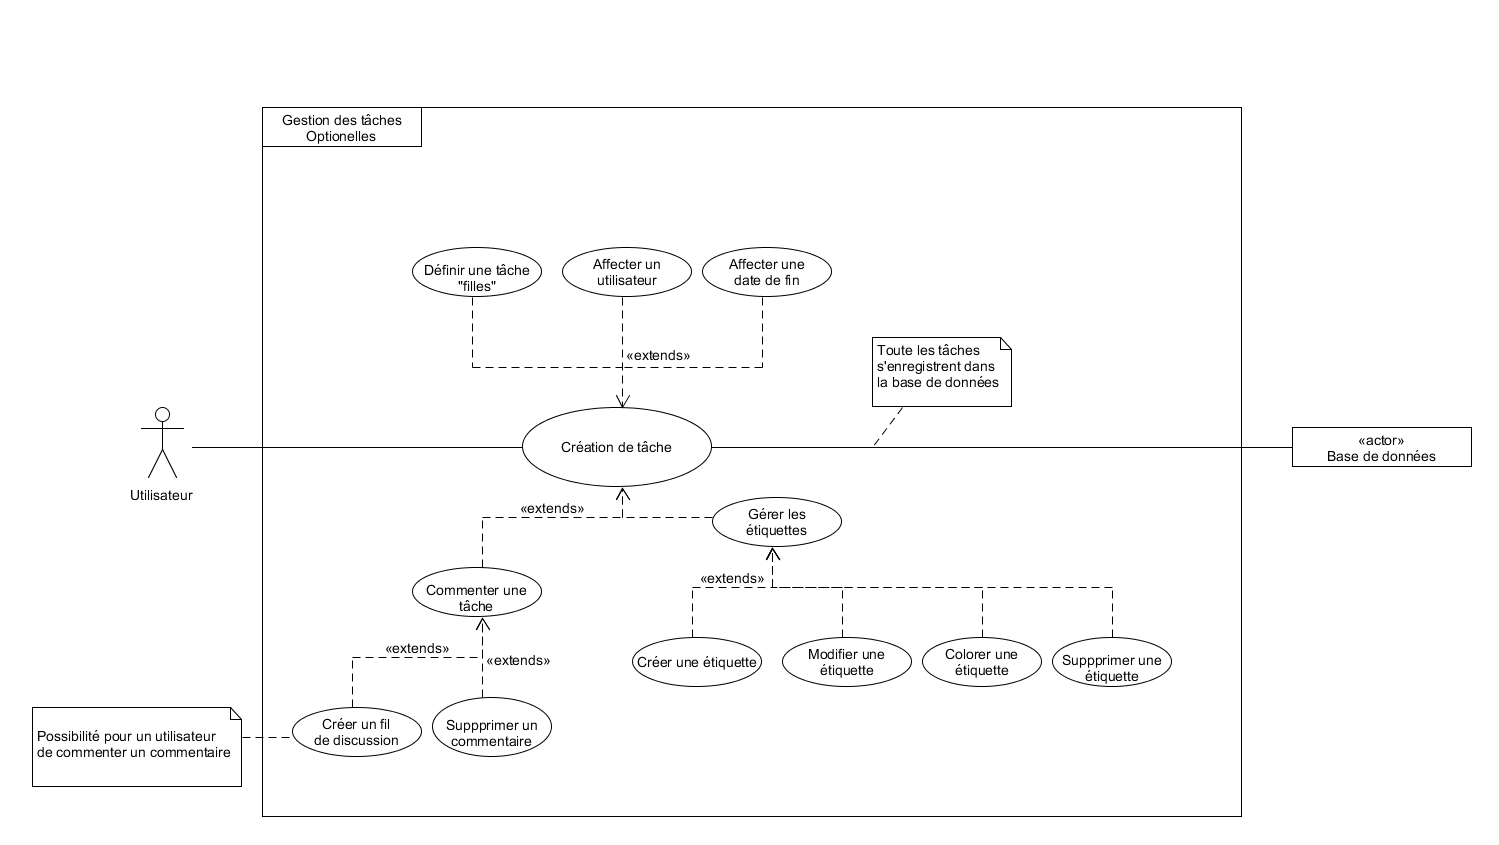 Gestion des tâches
Optionelles
Définir une tâche
"filles"
Affecter un
utilisateur
Affecter une
date de fin
«extends»
Toute les tâches
s'enregistrent dans
la base de données
Création de tâche
«actor»
Base de données
Utilisateur
«extends»
Gérer les
étiquettes
«extends»
Commenter une
tâche
«extends»
«extends»
Créer une étiquette
Modifier une
étiquette
Colorer une
étiquette
Suppprimer une
étiquette
Possibilité pour un utilisateur
de commenter un commentaire
Créer un fil
de discussion
Suppprimer un
commentaire